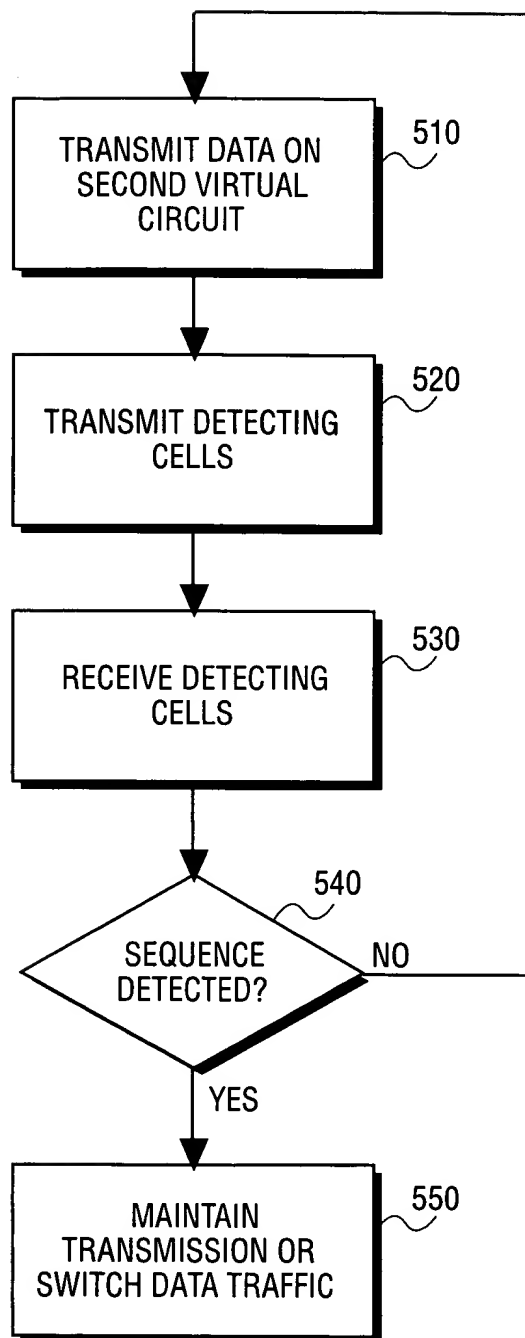 TRANSMIT DATA ON
SECOND VIRTUAL
CIRCUIT
510
TRANSMIT DETECTING
CELLS
520
RECEIVE DETECTING
CELLS
530
SEQUENCE
DETECTED?
540
NO
YES
MAINTAIN
TRANSMISSION OR
SWITCH DATA TRAFFIC
550